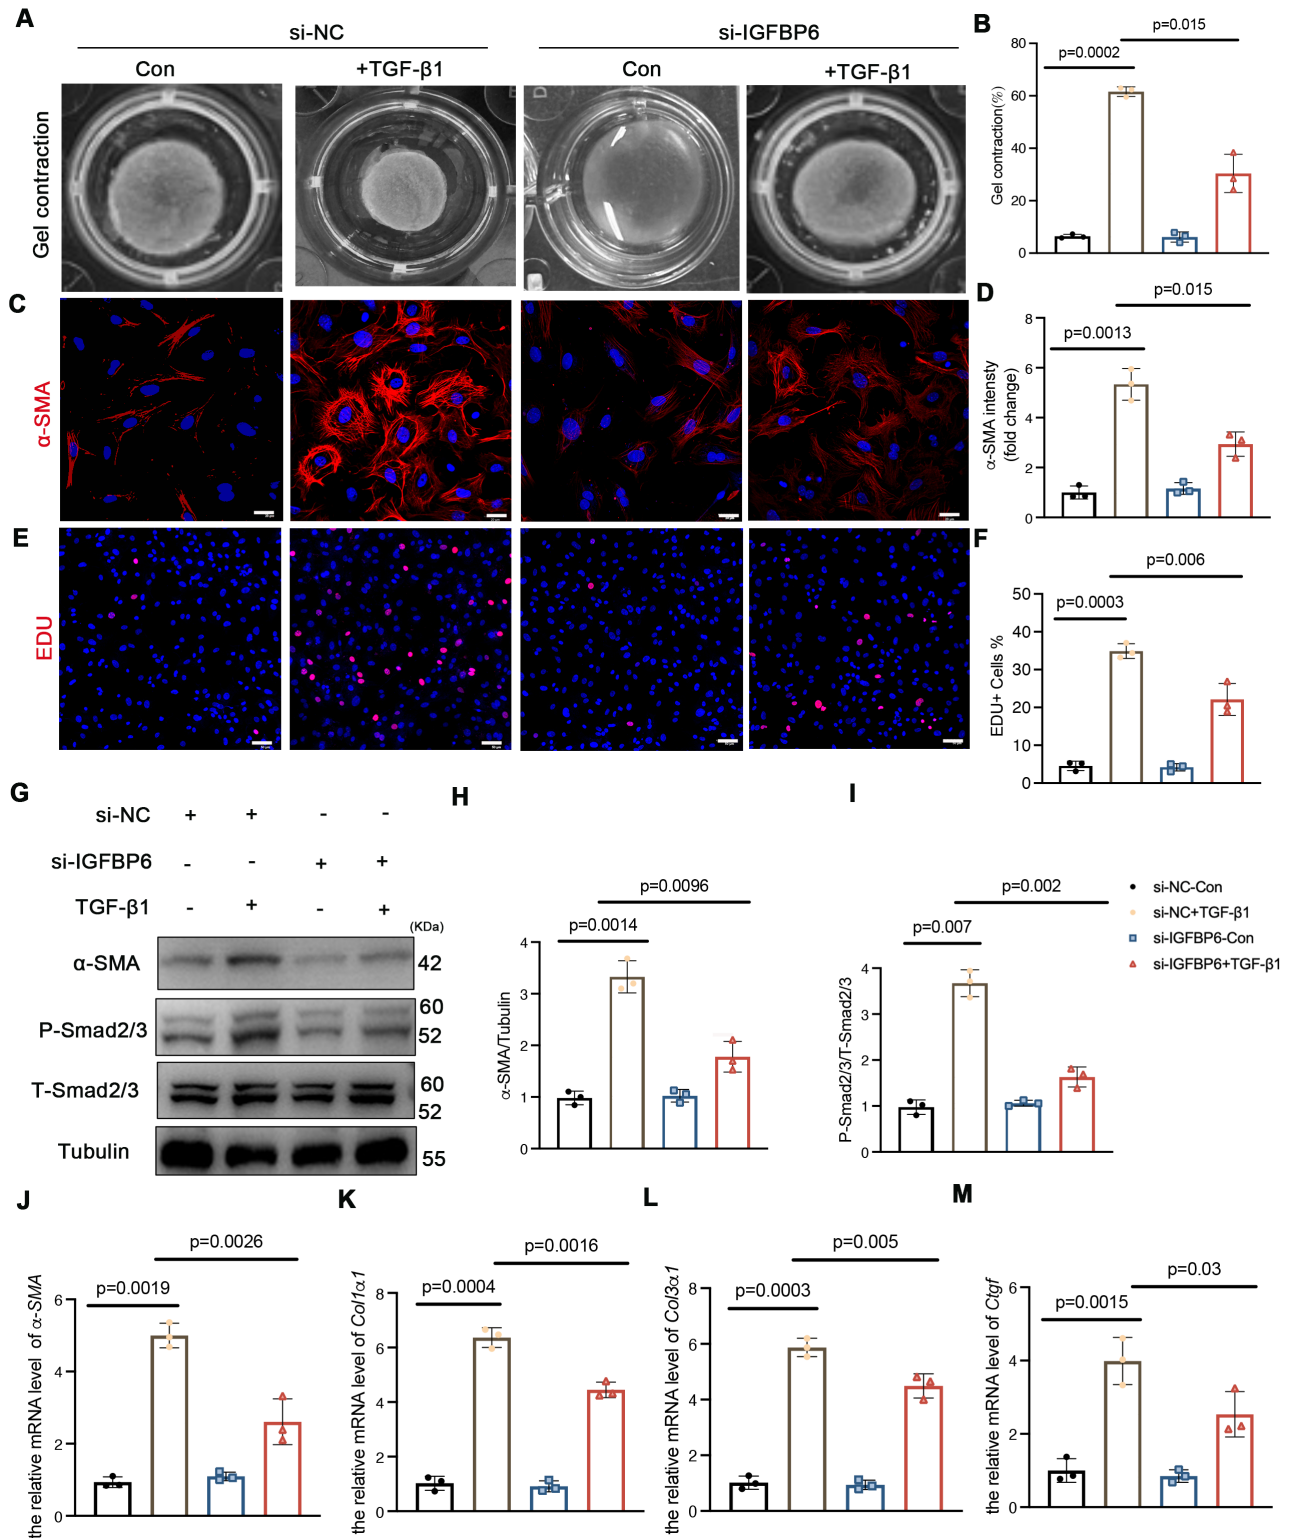 A
si-NC
si-IGFBP6
Con
+TGF-β1
Con
+TGF-β1
Gel contraction
B
p=0.015
p=0.0002
Gel contraction(%)
80
60
40
20
0
C
α-SMA
D
p=0.015
p=0.0013
α-SMA intensty
(fold change)
8
6
4
2
0
E
EDU
F
p=0.006
p=0.0003
EDU+ Cells %
50
40
30
20
10
0
G
si-NC + + - -
si-IGFBP6 - - + +
TGF-β1 - + - +
(KDa)
α-SMA 42
P-Smad2/3 60
52
T-Smad2/3 60
52
Tubulin 55
H
p=0.0096
p=0.0014
α-SMA/Tubulin
4
3
2
1
0
I
p=0.002
p=0.007
P-Smad2/3/T-Smad2/3
4
3
2
1
0
si-NC-Con
si-NC+TGF-β1
si-IGFBP6-Con
si-IGFBP6+TGF-β1
J
p=0.0026
p=0.0019
the relative mRNA level of α-SMA
6
4
2
0
K
p=0.0016
p=0.0004
the relative mRNA level of Col1α1
8
6
4
2
0
L
p=0.005
p=0.0003
the relative mRNA level of Col3α1
8
6
4
2
0
M
p=0.03
p=0.0015
the relative mRNA level of Ctgf
6
4
2
0